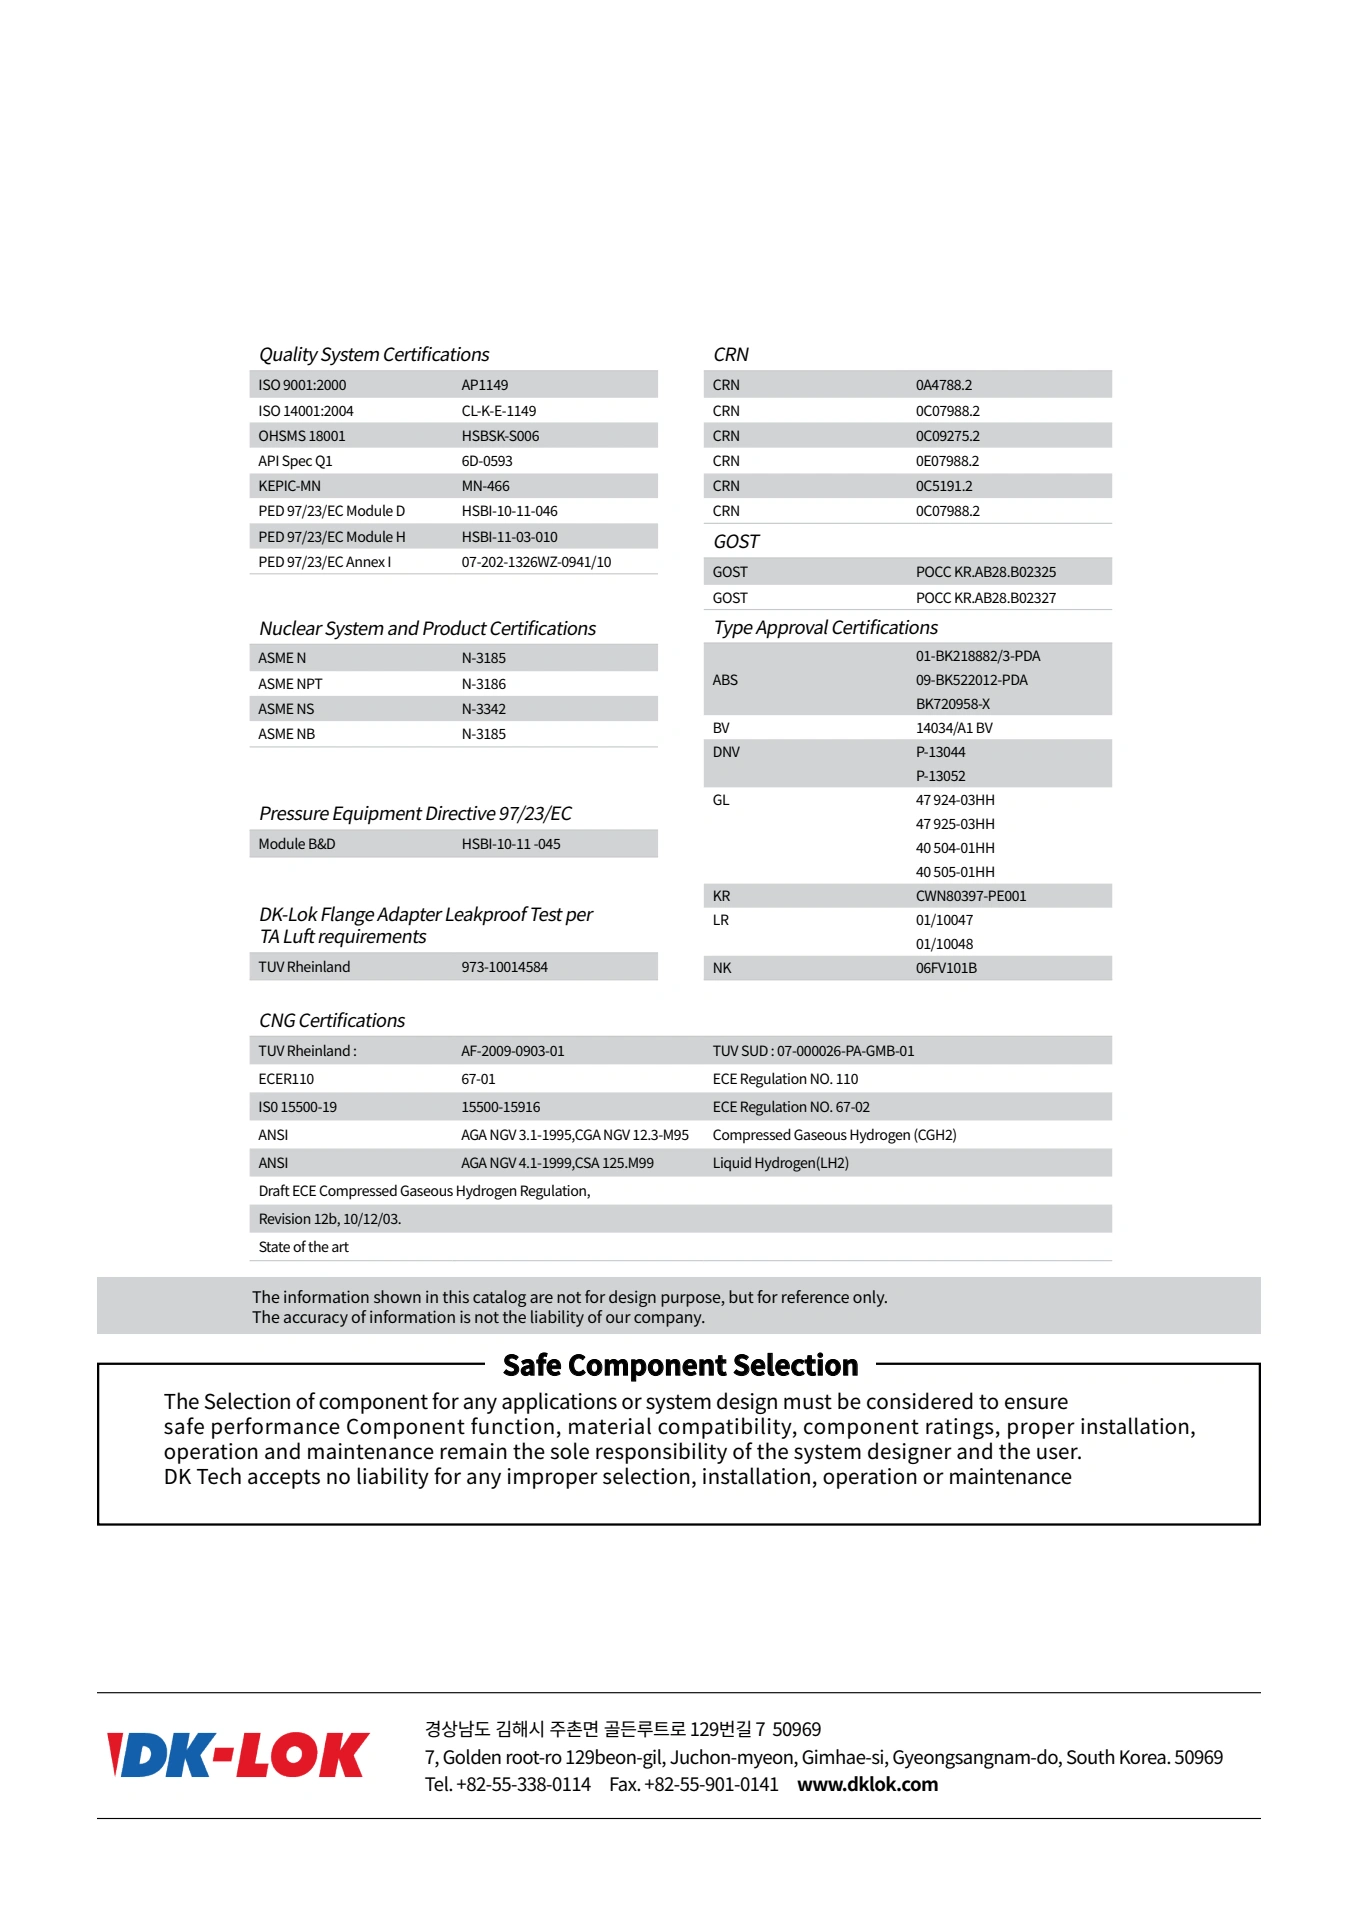 Quality System Certifications
ISO 9001:2000 AP1149
ISO 14001:2004 CL-K-E-1149
OHSMS 18001 HSBSK-S006
API Spec Q1 6D-0593
KEPIC-MN MN-466
PED 97/23/EC Module D HSBI-10-11-046
PED 97/23/EC Module H HSBI-11-03-010
PED 97/23/EC Annex I 07-202-1326WZ-0941/10
Nuclear System and Product Certifications
ASME N N-3185
ASME NPT N-3186
ASME NS N-3342
ASME NB N-3185
Pressure Equipment Directive 97/23/EC
Module B&D HSBI-10-11 -045
DK-Lok Flange Adapter Leakproof Test per
TA Luft requirements
TUV Rheinland 973-10014584
CRN
CRN 0A4788.2
CRN 0C07988.2
CRN 0C09275.2
CRN 0E07988.2
CRN 0C5191.2
CRN 0C07988.2
GOST
GOST POCC KR.AB28.B02325
GOST POCC KR.AB28.B02327
Type Approval Certifications
01-BK218882/3-PDA
ABS 09-BK522012-PDA
BK720958-X
BV 14034/A1 BV
DNV P-13044
P-13052
GL 47 924-03HH
47 925-03HH
40 504-01HH
40 505-01HH
KR CWN80397-PE001
LR 01/10047
01/10048
NK 06FV101B
CNG Certifications
TUV Rheinland : AF-2009-0903-01 TUV SUD : 07-000026-PA-GMB-01
ECER110 67-01 ECE Regulation NO. 110
IS0 15500-19 15500-15916 ECE Regulation NO. 67-02
ANSI AGA NGV 3.1-1995,CGA NGV 12.3-M95 Compressed Gaseous Hydrogen (CGH2)
ANSI AGA NGV 4.1-1999,CSA 125.M99 Liquid Hydrogen(LH2)
Draft ECE Compressed Gaseous Hydrogen Regulation,
Revision 12b, 10/12/03.
State of the art
The information shown in this catalog are not for design purpose, but for reference only.
The accuracy of information is not the liability of our company.
Safe Component Selection
The Selection of component for any applications or system design must be considered to ensure
safe performance Component function, material compatibility, component ratings, proper installation,
operation and maintenance remain the sole responsibility of the system designer and the user.
DK Tech accepts no liability for any improper selection, installation, operation or maintenance
DK-LOK
경상남도 김해시 주촌면 골든루트로 129번길 7 50969
7, Golden root-ro 129beon-gil, Juchon-myeon, Gimhae-si, Gyeongsangnam-do, South Korea. 50969
Tel. +82-55-338-0114 Fax. +82-55-901-0141 www.dklok.com